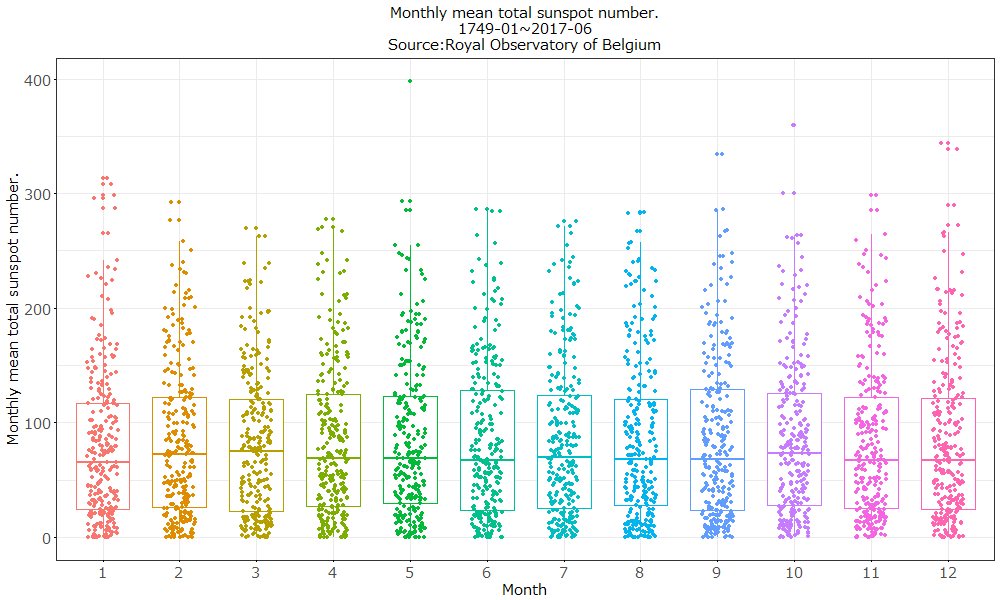 Monthly mean total sunspot number.
1749-01~2017-06
Source:Royal Observatory of Belgium
Monthly mean total sunspot number.
400
300
200
100
0
1 2 3 4 5 6 7 8 9 10 11 12
Month